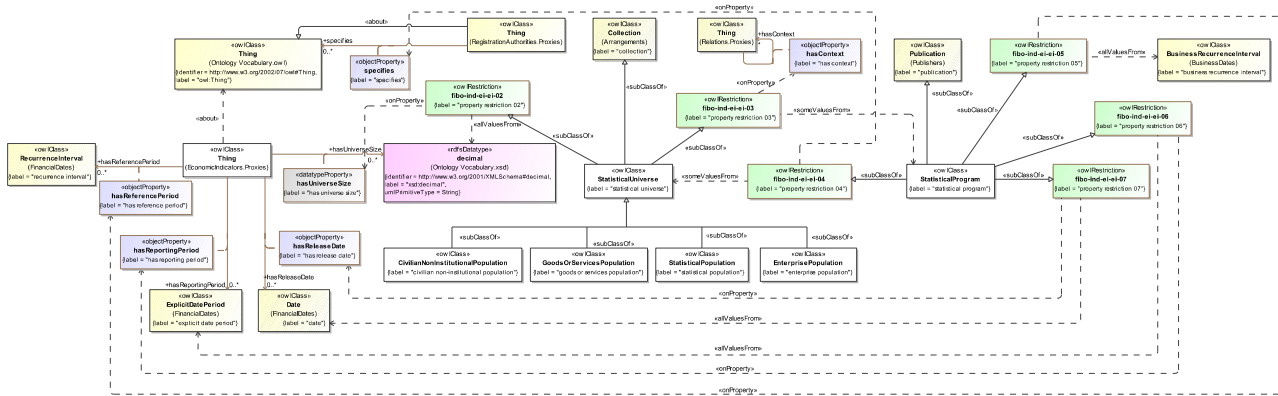 «onProperty»
«about»
«owlClass»
Thing
(Ontology Vocabulary.owl)
{identifier = http://www.w3.org/2002/07/owl#Thing,
label = "owl:Thing"}
+specifies
0..*
«objectProperty»
specifies
{label = "specifies"}
«owlClass»
Thing
(RegistrationAuthorities.Proxies)
«owlClass»
Collection
(Arrangements)
{label = "collection"}
«owlClass»
Thing
(Relations.Proxies)
+hasContext
«objectProperty»
hasContext
{label = "has context"}
«owlClass»
Publication
(Publishers)
{label = "publication"}
«owlRestriction»
fibo-ind-ei-ei-05
{label = "property restriction 05"}
«allValuesFrom»
«owlClass»
BusinessRecurrenceInterval
(BusinessDates)
{label = "business recurrence interval"}
«onProperty»
«owlRestriction»
fibo-ind-ei-ei-02
{label = "property restriction 02"}
«allValuesFrom»
«subClassOf»
«onProperty»
«owlRestriction»
fibo-ind-ei-ei-03
{label = "property restriction 03"}
«someValuesFrom»
«subClassOf»
«subClassOf»
«owlRestriction»
fibo-ind-ei-ei-06
{label = "property restriction 06"}
«about»
«subClassOf»
«subClassOf»
«subClassOf»
«owlClass»
RecurrenceInterval
(FinancialDates)
{label = "recurrence interval"}
+hasReferencePeriod
0..*
«objectProperty»
hasReferencePeriod
{label = "has reference period"}
«owlClass»
Thing
(EconomicIndicators.Proxies)
+hasUniverseSize
0..*
«datatypeProperty»
hasUniverseSize
{label = "has universe size"}
«rdfsDatatype»
decimal
(Ontology Vocabulary.xsd)
{identifier = http://www.w3.org/2001/XMLSchema#decimal,
label = "xsd:decimal",
umlPrimitiveType = String}
«owlClass»
StatisticalUniverse
{label = "statistical universe"}
«someValuesFrom»
«owlRestriction»
fibo-ind-ei-ei-04
{label = "property restriction 04"}
«subClassOf»
«owlClass»
StatisticalProgram
{label = "statistical program"}
«subClassOf»
«owlRestriction»
fibo-ind-ei-ei-07
{label = "property restriction 07"}
«objectProperty»
hasReportingPeriod
{label = "has reporting period"}
«objectProperty»
hasReleaseDate
{label = "has release date"}
«subClassOf»
«subClassOf»
«subClassOf»
«subClassOf»
«owlClass»
CivilianNonInstitutionalPopulation
{label = "civilian non-institutional population"}
«owlClass»
GoodsOrServicesPopulation
{label = "goods or services population"}
«owlClass»
StatisticalPopulation
{label = "statistical population"}
«owlClass»
EnterprisePopulation
{label = "enterprise population"}
+hasReportingPeriod
0..*
+hasReleaseDate
0..*
«owlClass»
ExplicitDatePeriod
(FinancialDates)
{label = "explicit date period"}
«owlClass»
Date
(FinancialDates)
{label = "date"}
«onProperty»
«allValuesFrom»
«allValuesFrom»
«onProperty»
«onProperty»